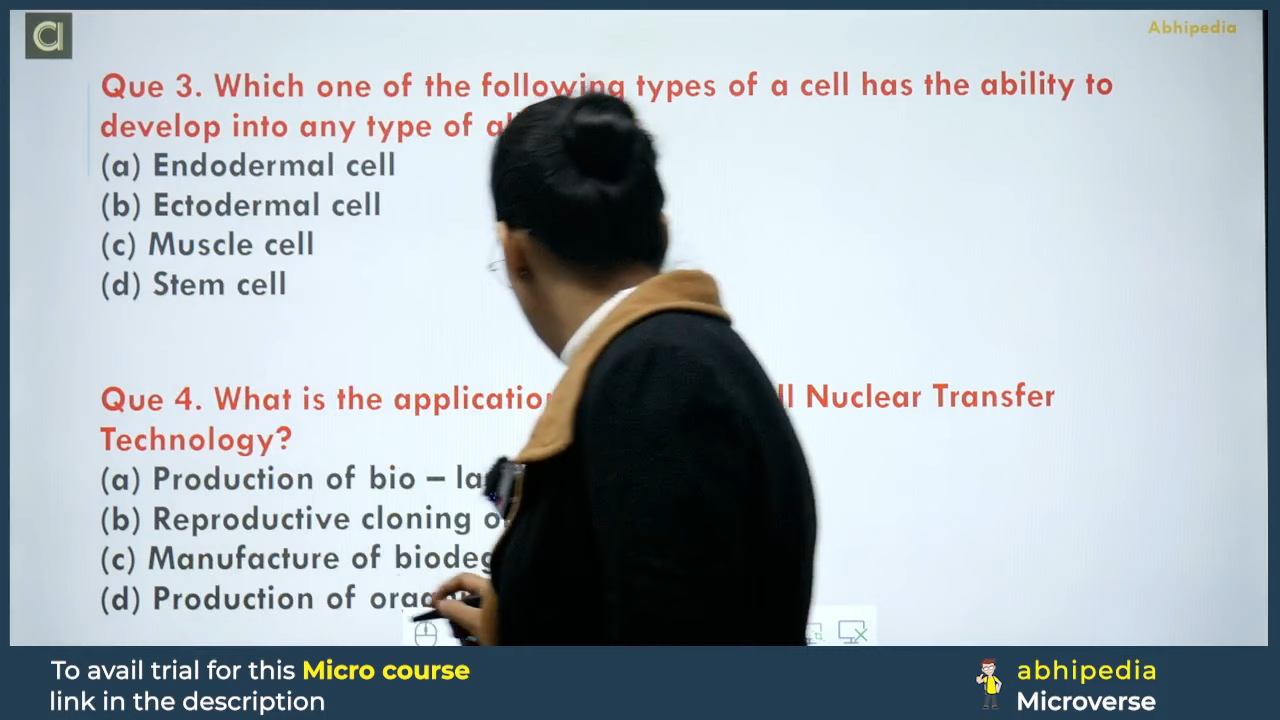 Abhipedia
Que 3. Which one of the following types of a cell has the ability to
develop into any type of
(a) Endodermal cell
(b) Ectodermal cell
(c) Muscle cell
(d) Stem cell
Que 4. What is the Nuclear Transfer
Technology?
(a) Production of bio –
(b) Reproductive cloning
(c) Manufacture of
(d) Production of
To avail trial for this Micro course
link in the description
abhipedia
Microverse